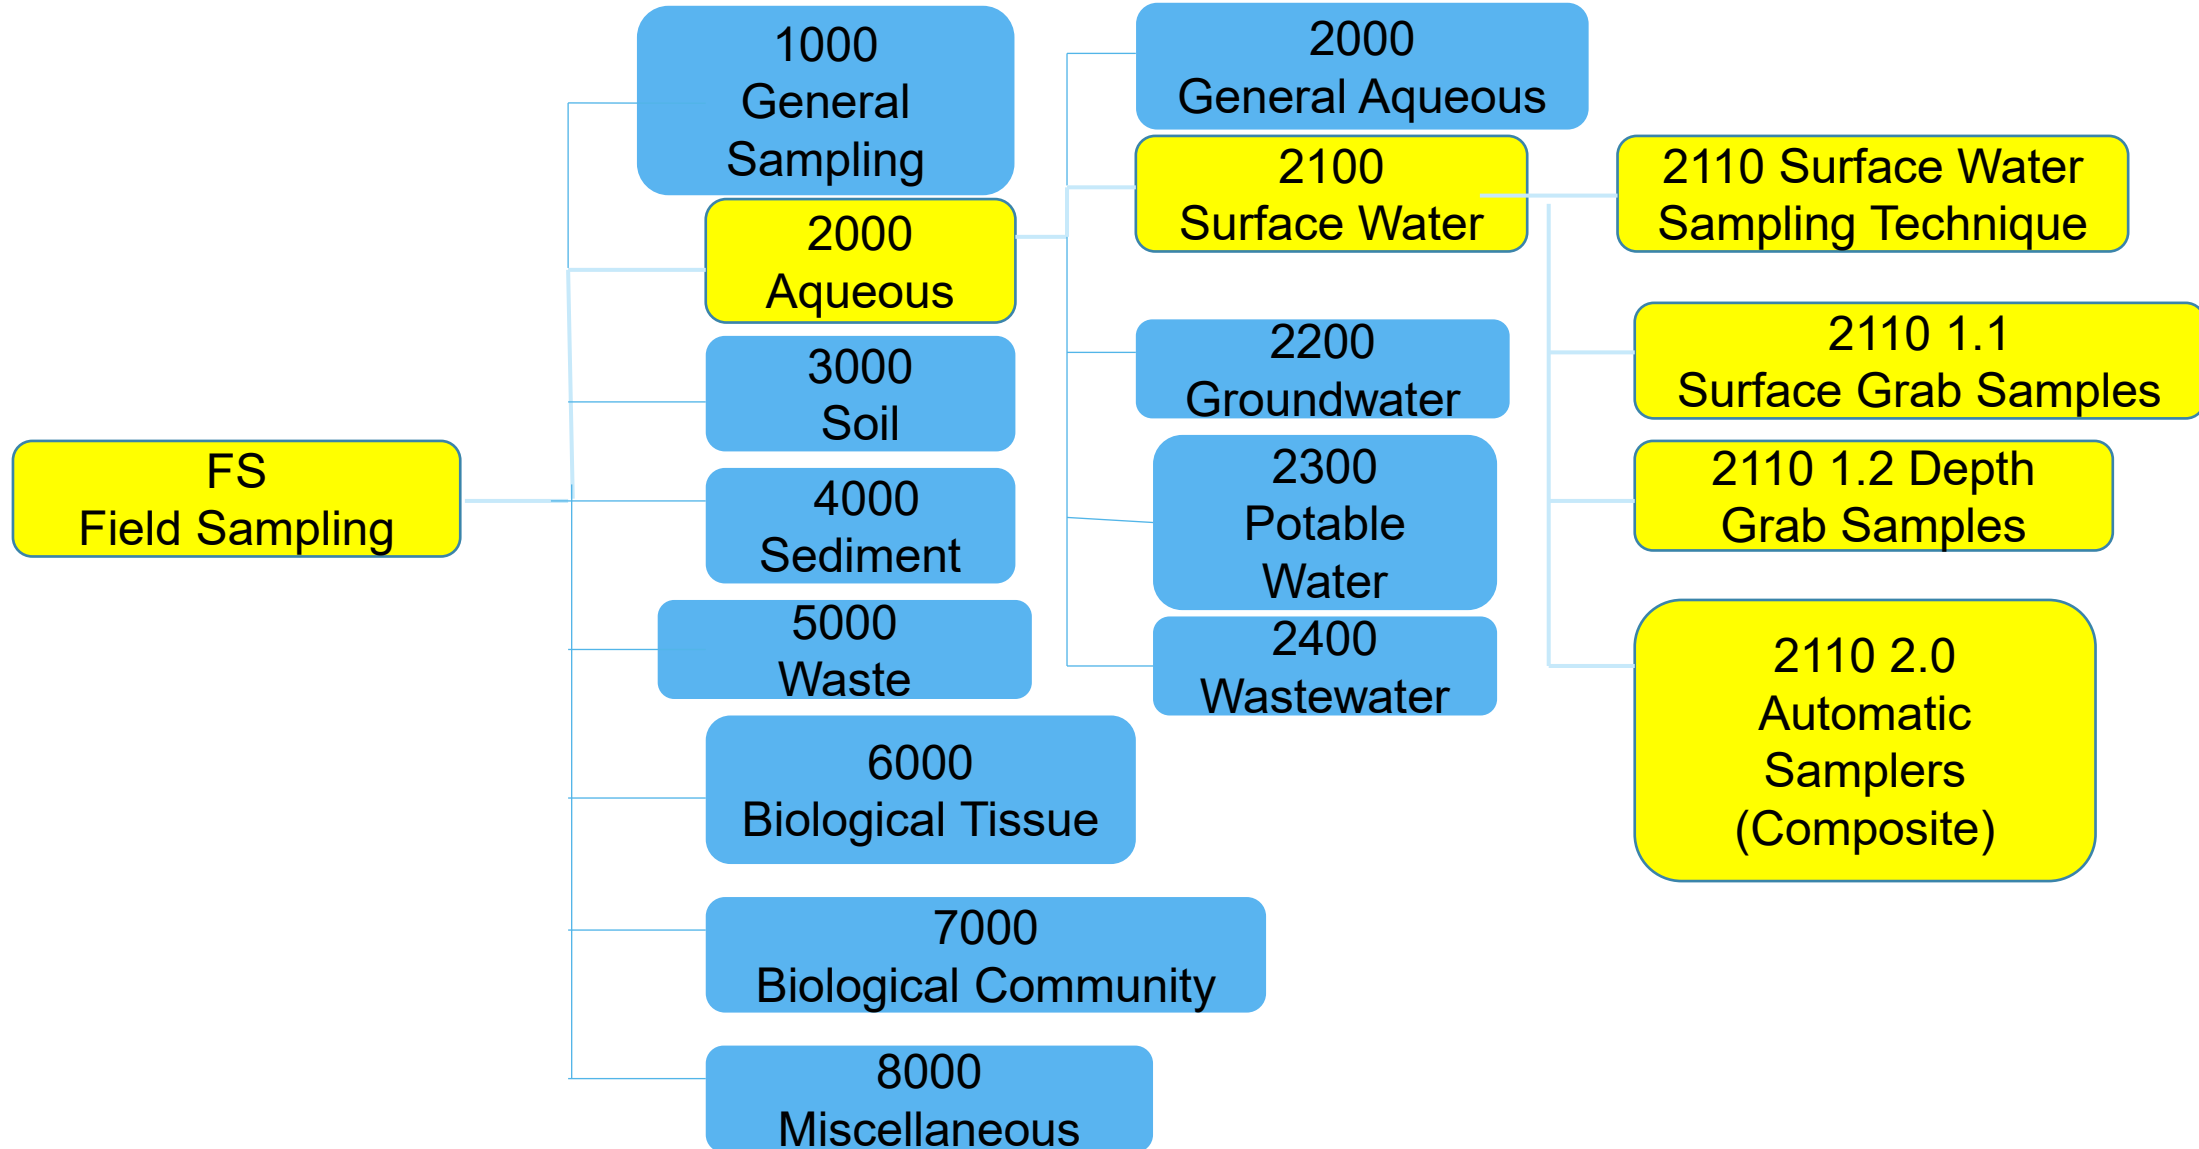 FS
Field Sampling
1000
General
Sampling
2000
Aqueous
3000
Soil
4000
Sediment
5000
Waste
6000
Biological Tissue
7000
Biological Community
8000
Miscellaneous
2000
General Aqueous
2100
Surface Water
2200
Groundwater
2300
Potable
Water
2400
Wastewater
2110 Surface Water
Sampling Technique
2110 1.1
Surface Grab Samples
2110 1.2 Depth
Grab Samples
2110 2.0
Automatic
Samplers
(Composite)